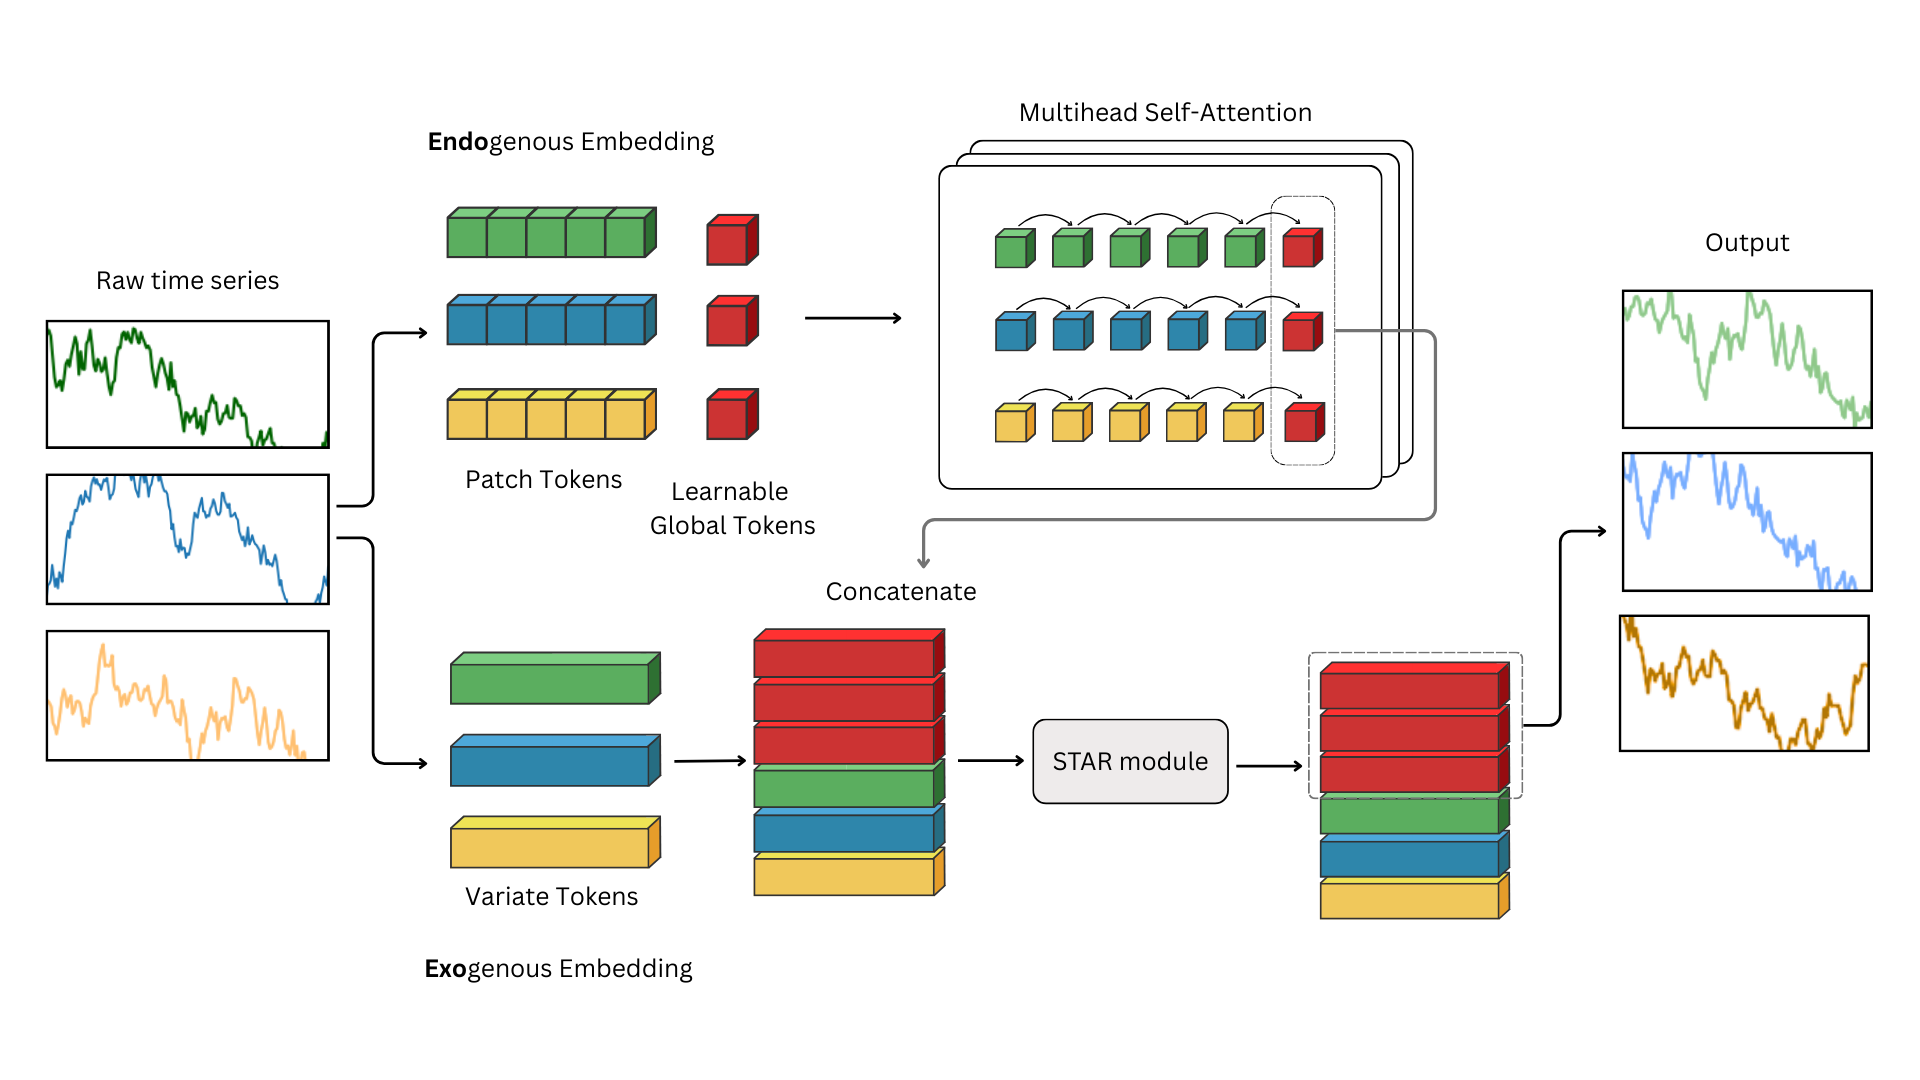 Multihead Self-Attention
Endogenous Embedding
Output
Raw time series
Patch Tokens
Learnable
Global Tokens
Concatenate
STAR module
Variate Tokens
Exogenous Embedding